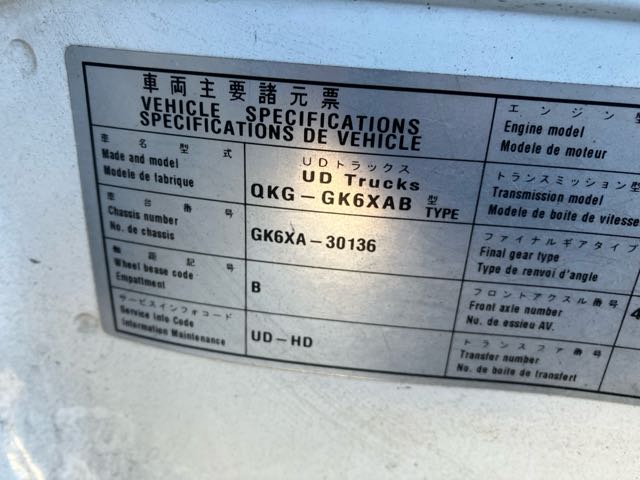 車両主要諸元票
VEHICLE SPECIFICATIONS
SPECIFICATIONS DE VEHICLE
車名型式
Made and model
Modele de fabrique
UDトラックス
UD Trucks
QKG-GK6XAB 型 TYPE
車台番号
Chassis number
No. de chassis
GK6XA-30136
軸距記号
Wheel bease code
Empattment
B
サービスインフォコード
Service Info Code
Information Maintenance
UD-HD
エンジン型
Engine model
Modele de moteur
トランスミッション型
Transmission model
Modele de boite de vitesse
ファイナルギアタイプ
Final gear type
Type de renvoi d'angle
フロントアクスル番号
Front axle number
No. de essieu AV.
4
トランスファ番号
Transfer number
No. de boite de transfert